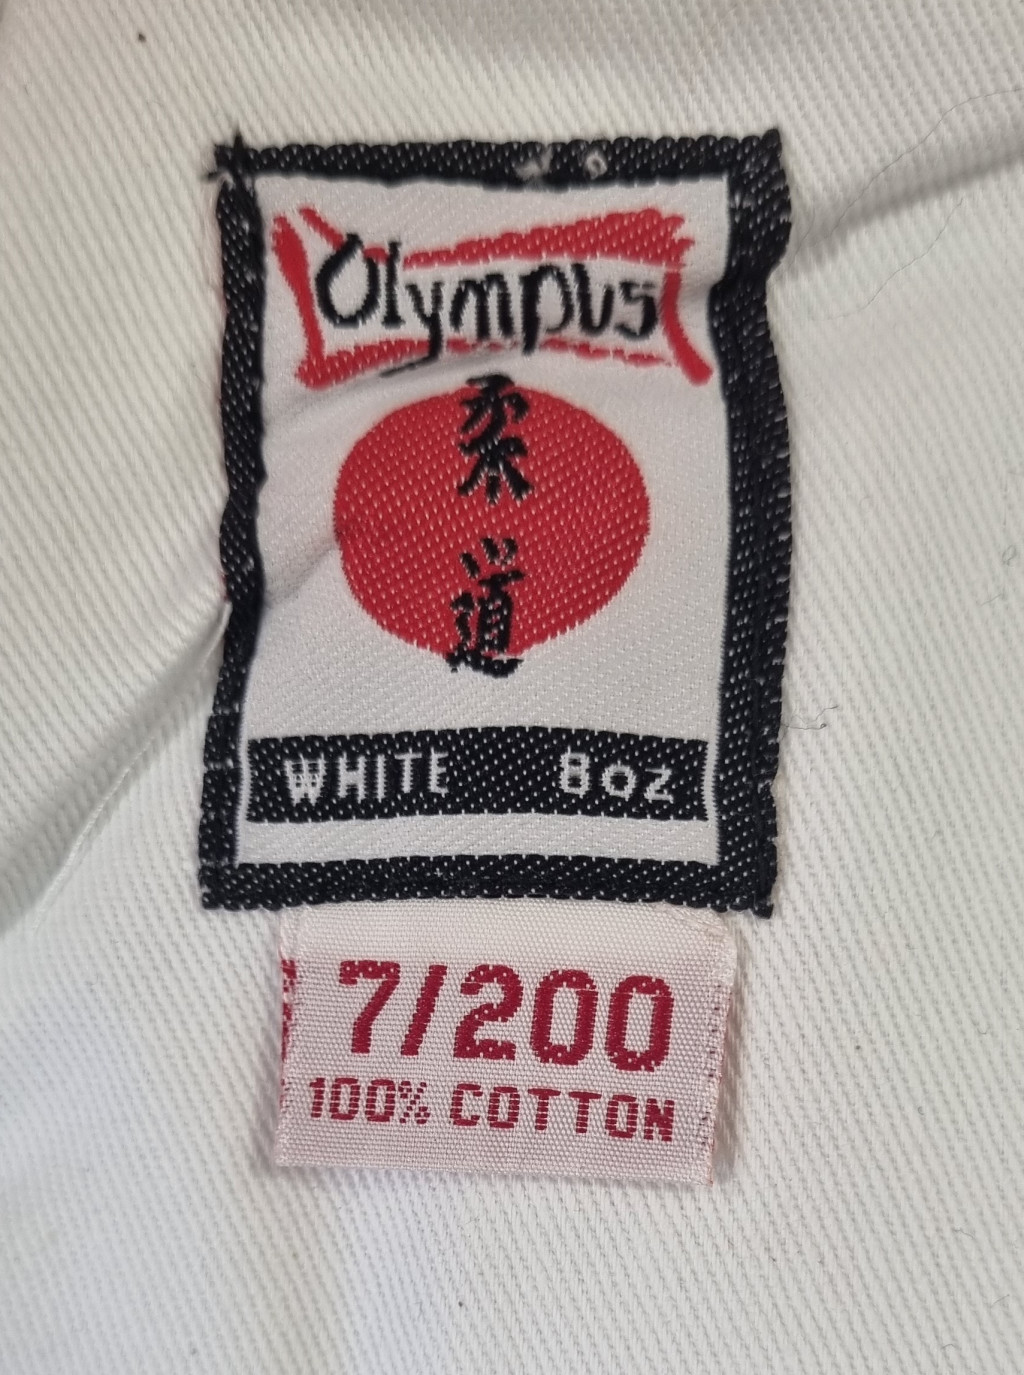 Olympus
柔
道
WHITE 8oz
7/200
100% COTTON